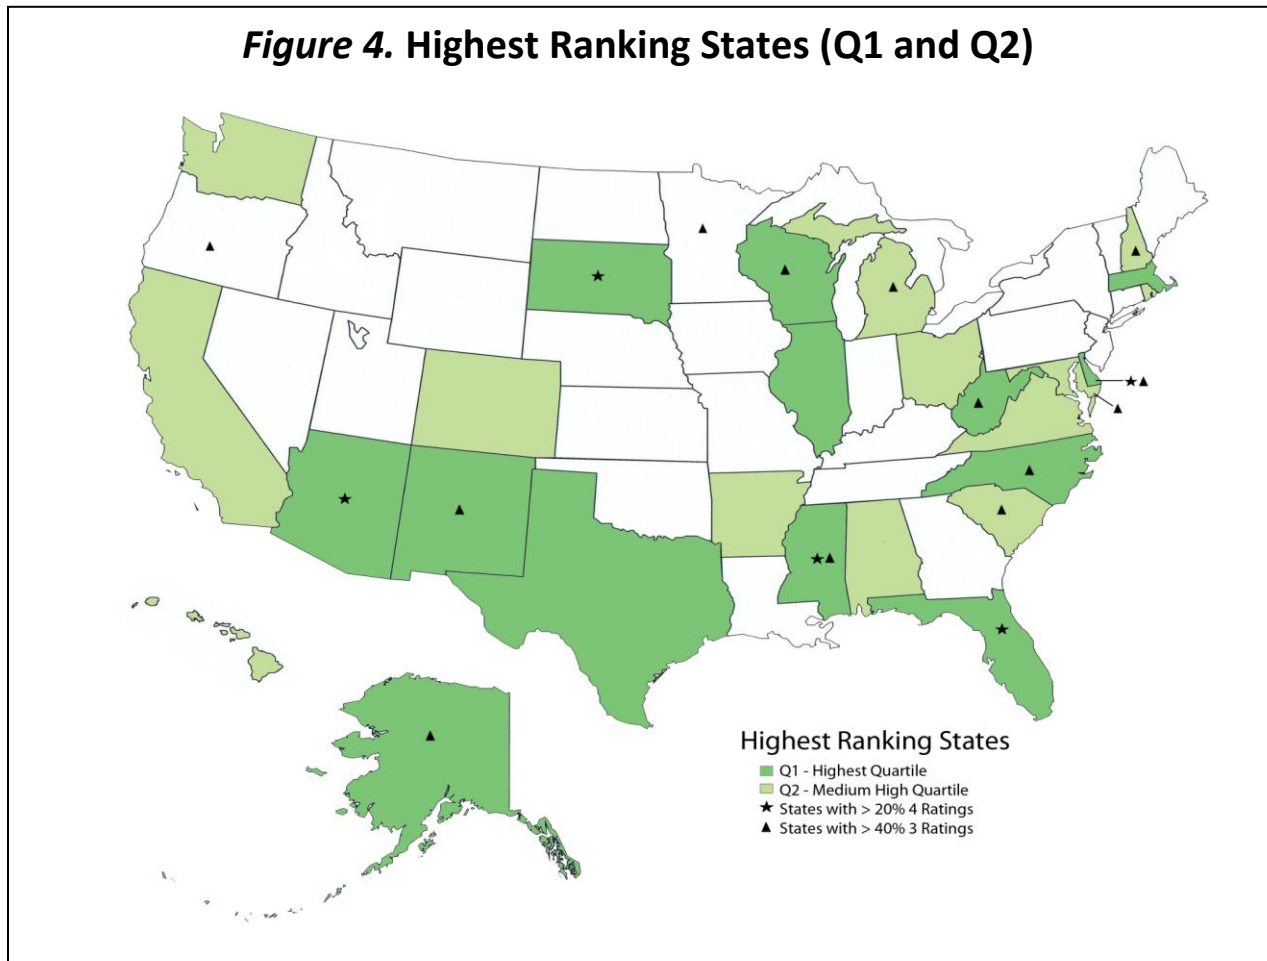 Figure 4. Highest Ranking States (Q1 and Q2)
Highest Ranking States
Q1 - Highest Quartile
Q2 - Medium High Quartile
States with > 20% 4 Ratings
States with > 40% 3 Ratings